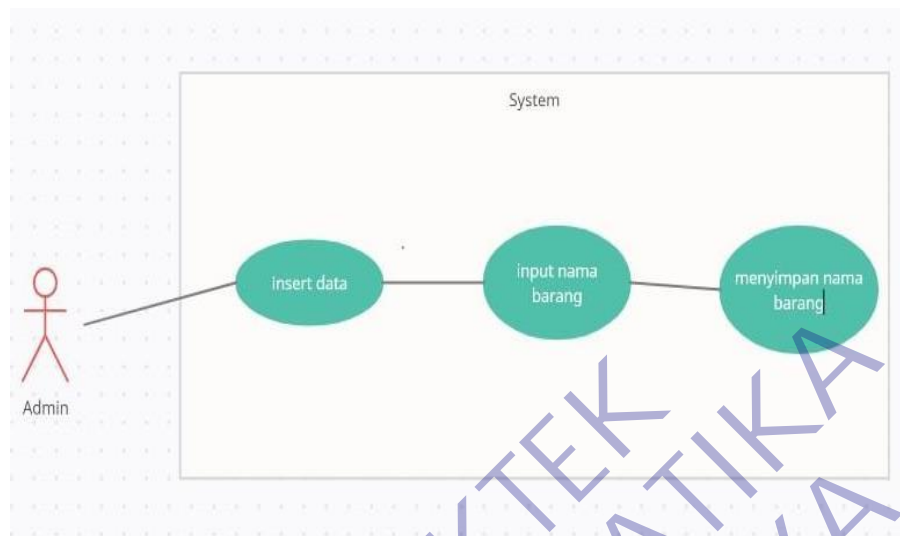 System
insert data
input nama
barang
menyimpan nama
barang
Admin